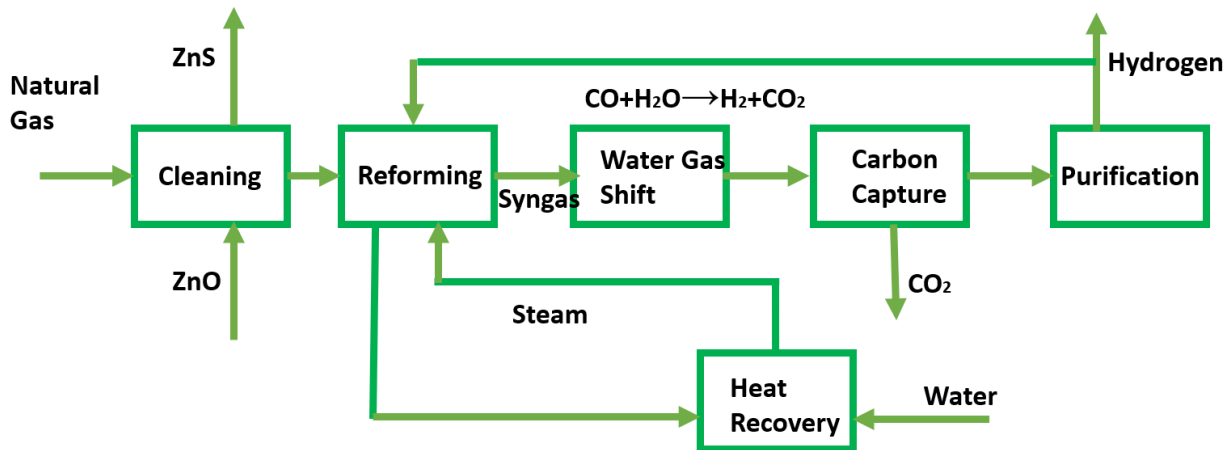 ZnS
Natural
Gas
Hydrogen
CO+H₂O→H₂+CO₂
Cleaning
Reforming
Syngas
Water Gas
Shift
Carbon
Capture
Purification
ZnO
CO₂
Steam
Heat
Recovery
Water